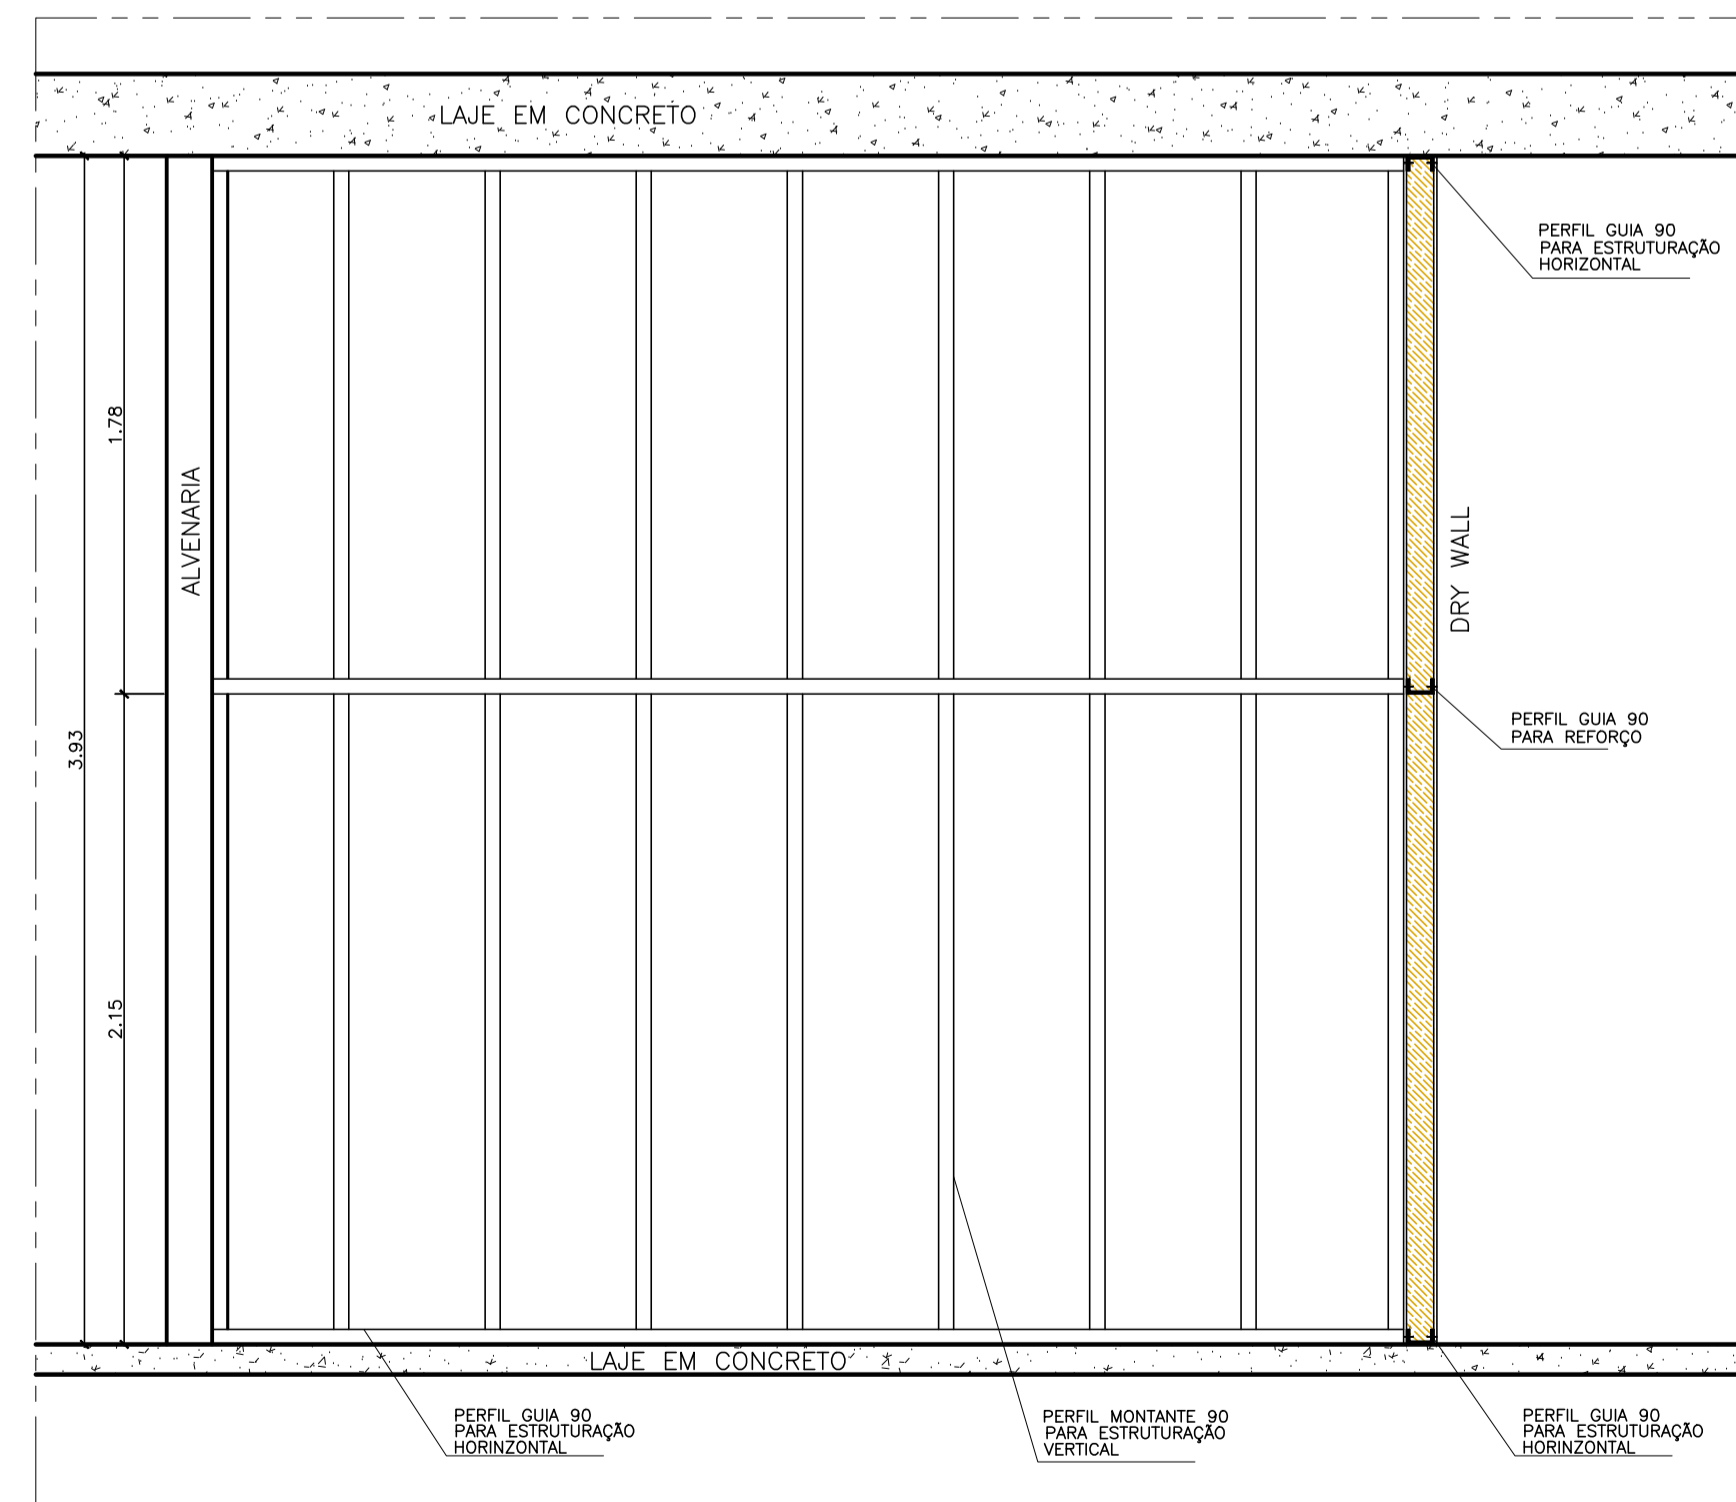 LAJE EM CONCRETO
PERFIL GUIA 90
PARA ESTRUTURAÇÃO
HORIZONTAL
1.78
ALVENARIA
DRY WALL
3.93
PERFIL GUIA 90
PARA REFORÇO
2.15
LAJE EM CONCRETO
PERFIL GUIA 90
PARA ESTRUTURAÇÃO
HORINZONTAL
PERFIL MONTANTE 90
PARA ESTRUTURAÇÃO
VERTICAL
PERFIL GUIA 90
PARA ESTRUTURAÇÃO
HORINZONTAL